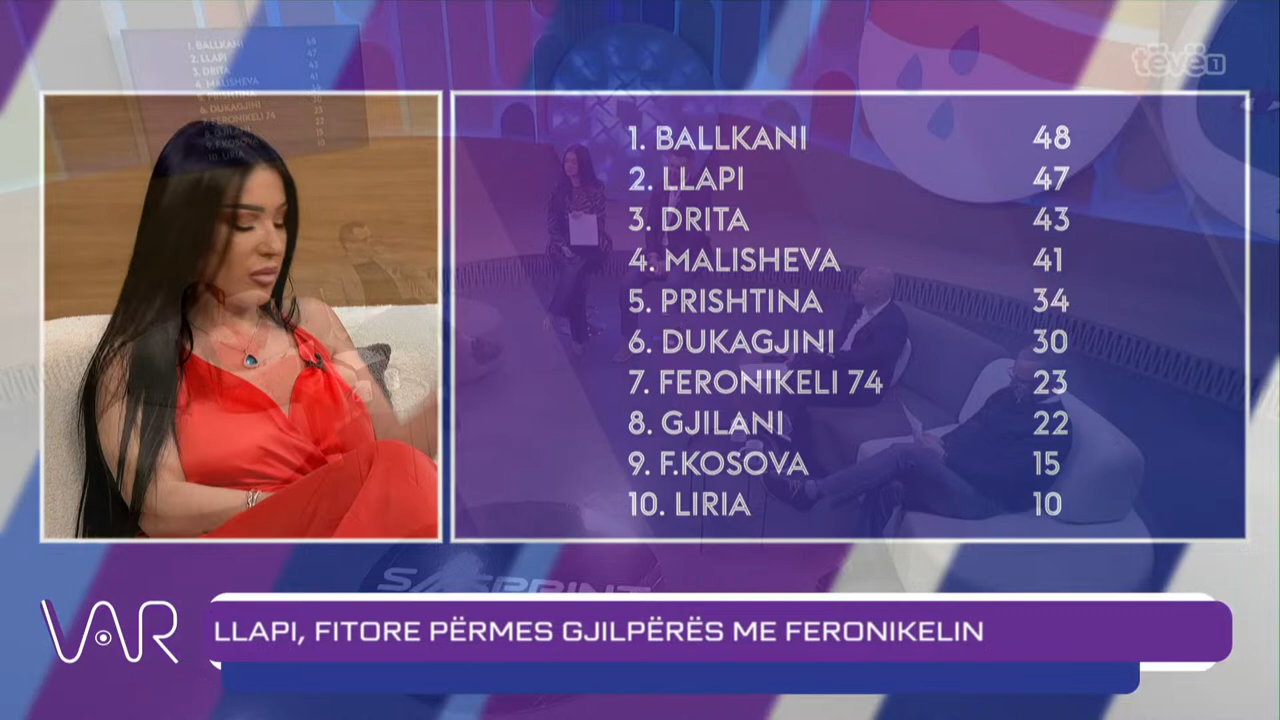 tëvë1
1. BALLKANI 48
2. LLAPI 47
3. DRITA 43
4. MALISHEVA 41
5. PRISHTINA 34
6. DUKAGJINI 30
7. FERONIKELI 74 23
8. GJILANI 22
9. F.KOSOVA 15
10. LIRIA 10
VAR
LLAPI, FITORE PËRMES GJILPËRËS ME FERONIKELIN